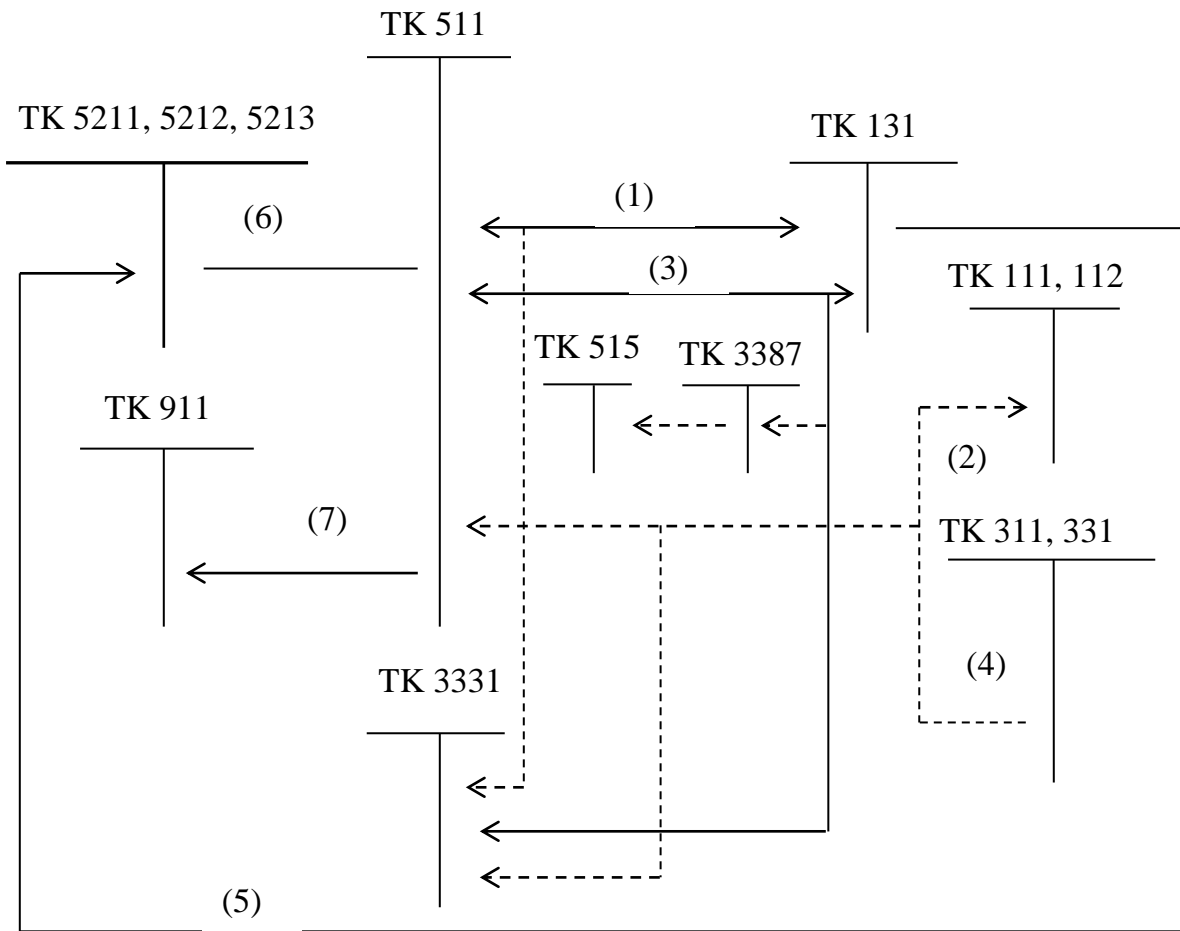 TK 511
TK 5211, 5212, 5213
TK 131
(1)
(6)
(3)
TK 111, 112
TK 515
TK 3387
TK 911
(2)
(7)
TK 311, 331
(4)
TK 3331
(5)